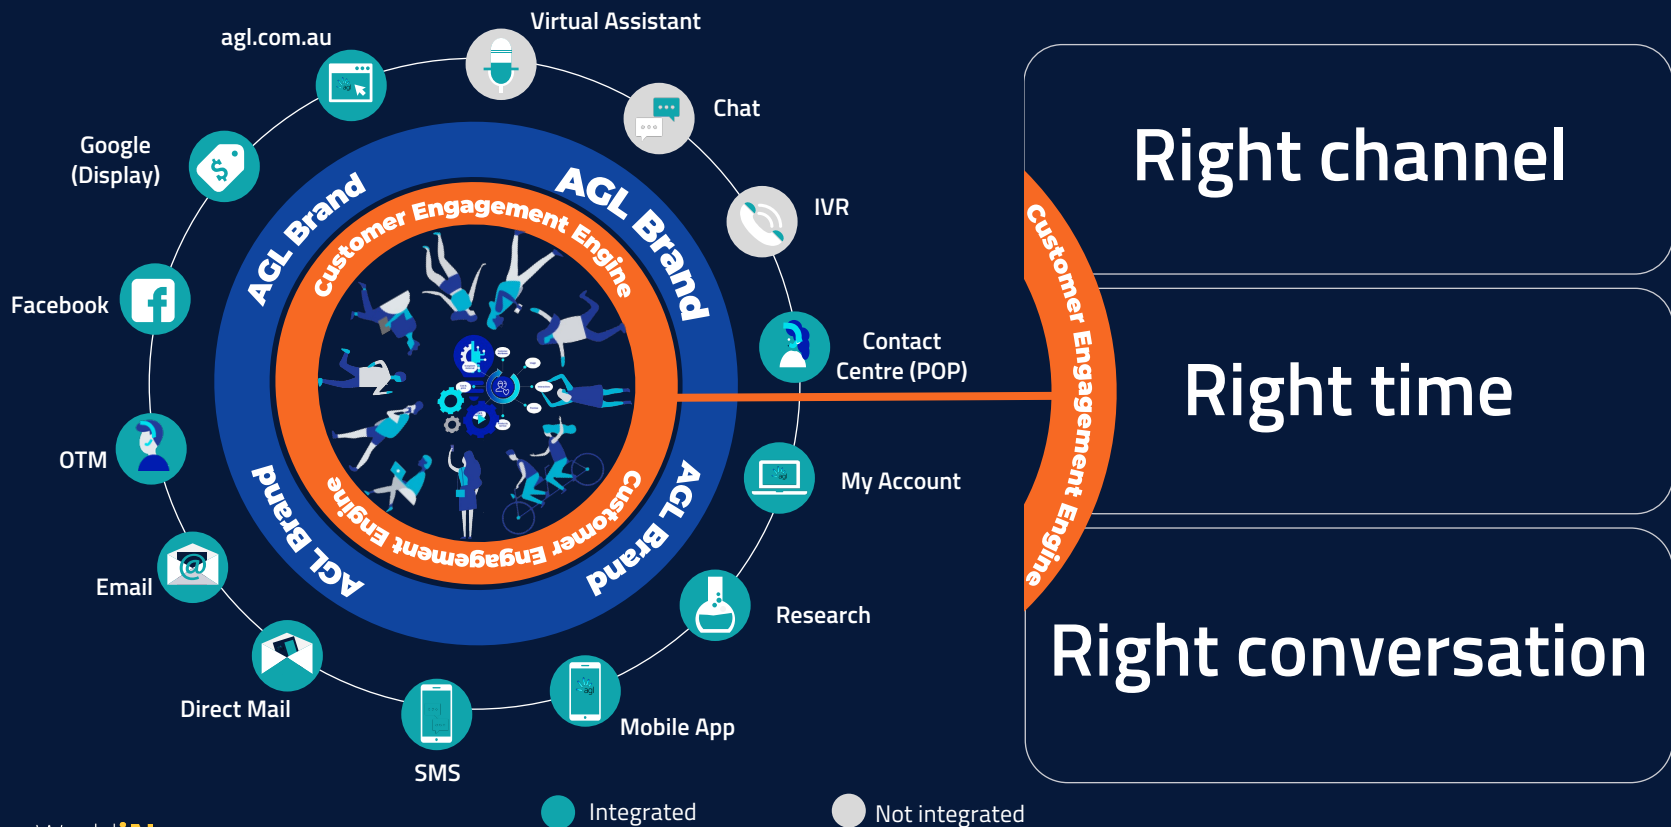 Virtual Assistant
agl.com.au
Chat
Google
(Display)
IVR
Facebook
Contact
Centre (POP)
OTM
My Account
Email
Research
Direct Mail
Mobile App
SMS
AGL Brand
AGL Brand
AGL Brand
AGL Brand
Customer Engagement Engine
Customer Engagement Engine
Customer Engagement Engine
Right channel
Right time
Right conversation
Integrated
Not integrated